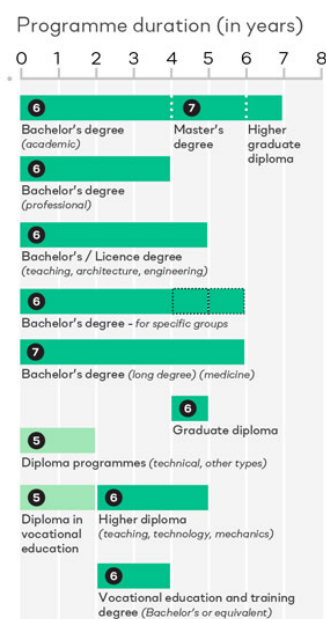 Programme duration (in years)
0 1 2 3 4 5 6 7 8
6 7
Bachelor's degree Master's Higher
(academic) degree graduate
diploma
6
Bachelor's degree
(professional)
6
Bachelor's / Licence degree
(teaching, architecture, engineering)
6
Bachelor's degree - for specific groups
7
Bachelor's degree (long degree) (medicine)
6
Graduate diploma
5
Diploma programmes (technical, other types)
5 6
Diploma in Higher diploma
vocational (teaching, technology, mechanics)
education
6
Vocational education and training
degree (Bachelor's or equivalent)